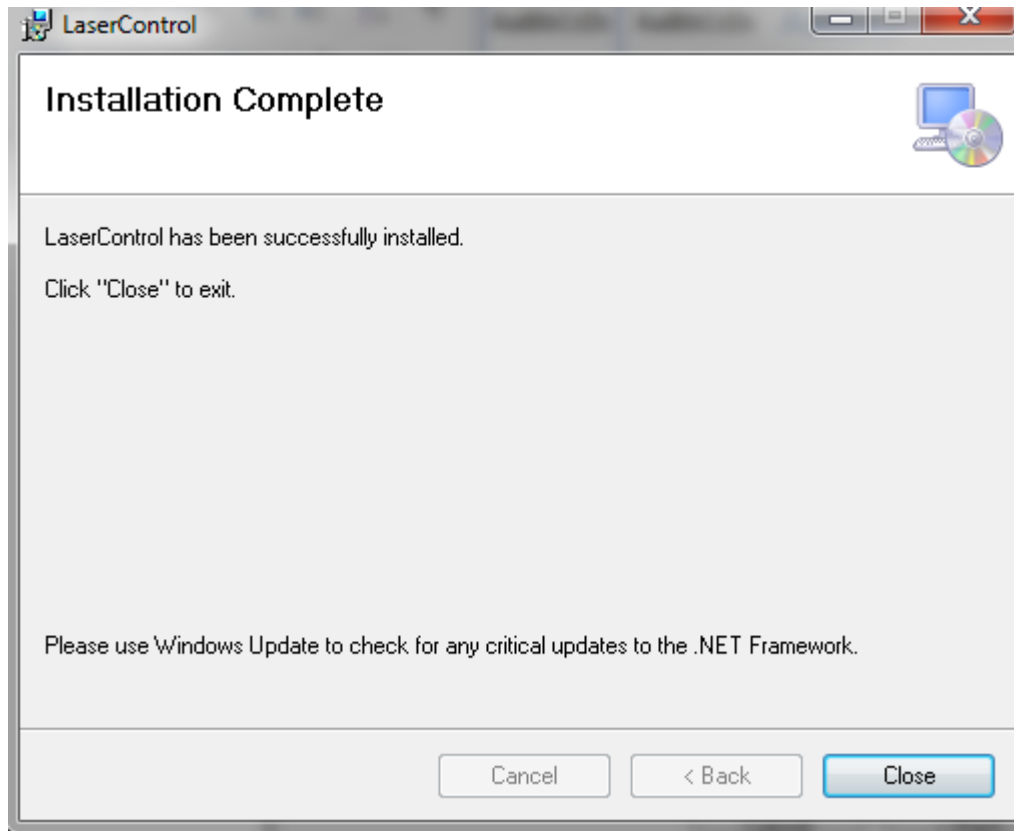 LaserControl
Installation Complete
LaserControl has been successfully installed.
Click "Close" to exit.
Please use Windows Update to check for any critical updates to the .NET Framework.
Cancel
< Back
Close